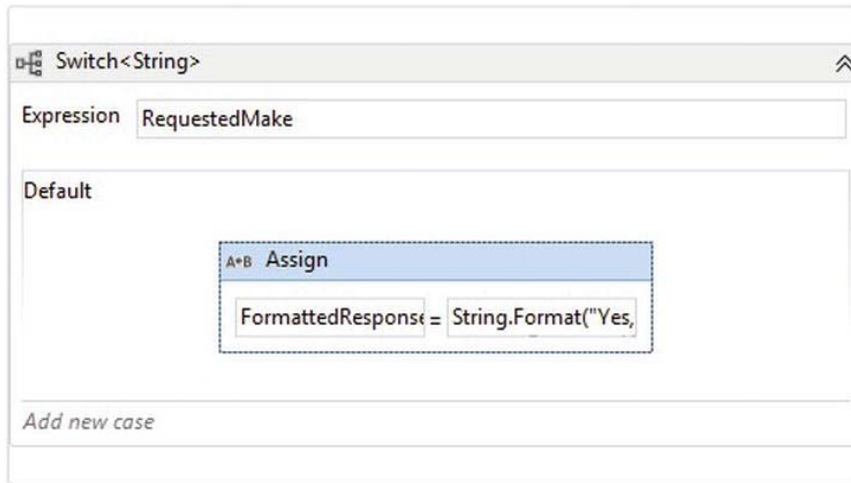 Switch<String>
Expression RequestedMake
Default
A+B Assign
FormattedResponse = String.Format("Yes,
Add new case